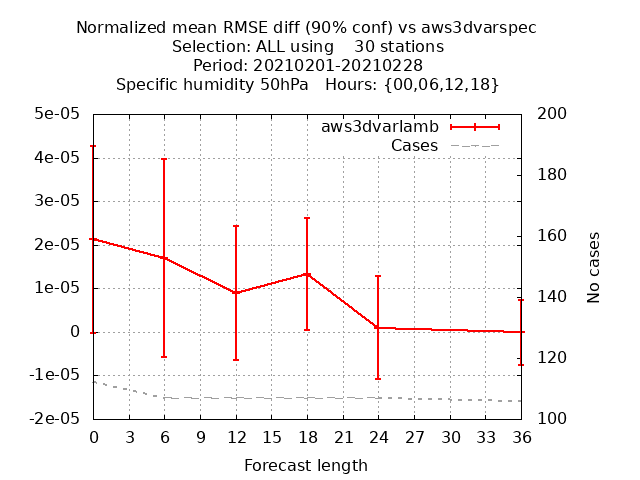 Normalized mean RMSE diff (90% conf) vs aws3dvarspec
Selection: ALL using    30 stations
Period: 20210201-20210228
Specific humidity 50hPa   Hours: {00,06,12,18}
5e-05
4e-05
3e-05
2e-05
1e-05
0
-1e-05
-2e-05
aws3dvarlamb
Cases
200
180
160
140
120
100
No cases
0 3 6 9 12 15 18 21 24 27 30 33 36
Forecast length